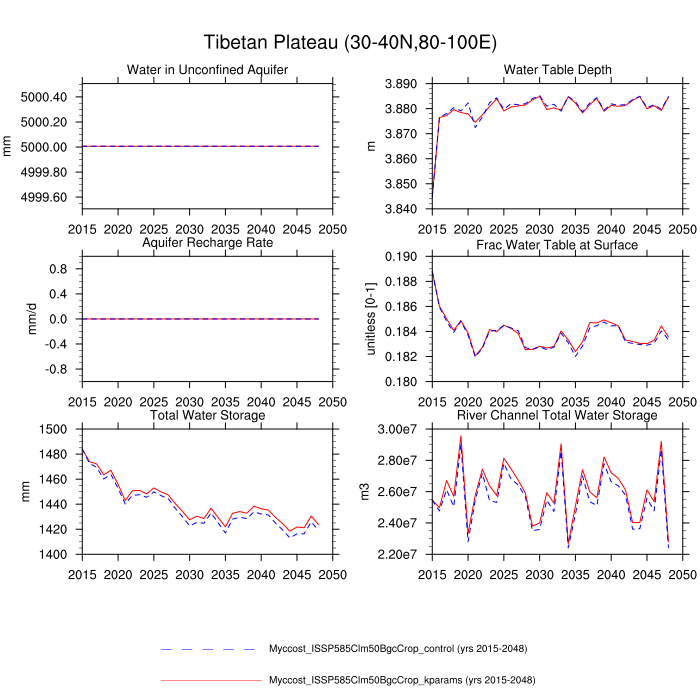 Tibetan Plateau (30-40N,80-100E)
Water in Unconfined Aquifer
mm
5000.40
5000.20
5000.00
4999.80
4999.60
2015 2020 2025 2030 2035 2040 2045 2050
Water Table Depth
m
3.890
3.880
3.870
3.860
3.850
3.840
2015 2020 2025 2030 2035 2040 2045 2050
Aquifer Recharge Rate
mm/d
0.8
0.4
0.0
-0.4
-0.8
2015 2020 2025 2030 2035 2040 2045 2050
Frac Water Table at Surface
unitless [0-1]
0.190
0.188
0.186
0.184
0.182
0.180
2015 2020 2025 2030 2035 2040 2045 2050
Total Water Storage
mm
1500
1480
1460
1440
1420
1400
2015 2020 2025 2030 2035 2040 2045 2050
River Channel Total Water Storage
m3
3.00e7
2.80e7
2.60e7
2.40e7
2.20e7
2015 2020 2025 2030 2035 2040 2045 2050
Myccost_ISSP585Clm50BgcCrop_control (yrs 2015-2048)
Myccost_ISSP585Clm50BgcCrop_kparams (yrs 2015-2048)